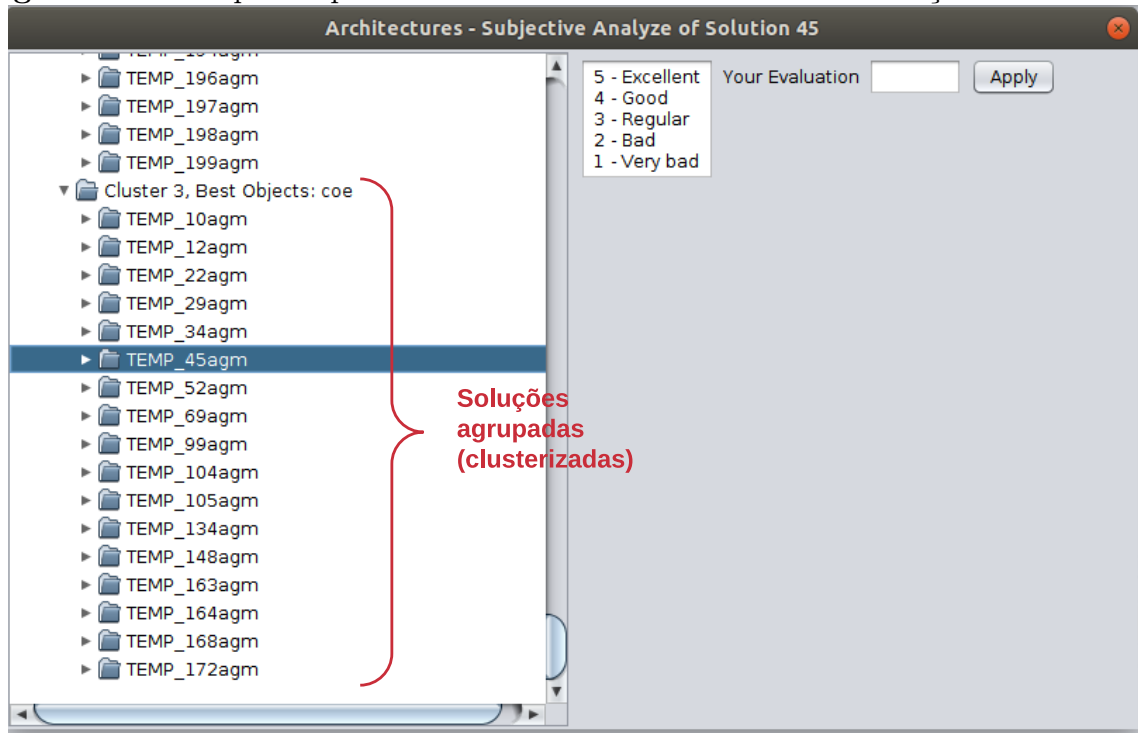 Architectures - Subjective Analyze of Solution 45
TEMP_196agm
TEMP_197agm
TEMP_198agm
TEMP_199agm
Cluster 3, Best Objects: coe
TEMP_10agm
TEMP_12agm
TEMP_22agm
TEMP_29agm
TEMP_34agm
TEMP_45agm
TEMP_52agm
TEMP_69agm
TEMP_99agm
TEMP_104agm
TEMP_105agm
TEMP_134agm
TEMP_148agm
TEMP_163agm
TEMP_164agm
TEMP_168agm
TEMP_172agm
Soluções
agrupadas
(clusterizadas)
5 - Excellent
4 - Good
3 - Regular
2 - Bad
1 - Very bad
Your Evaluation
Apply